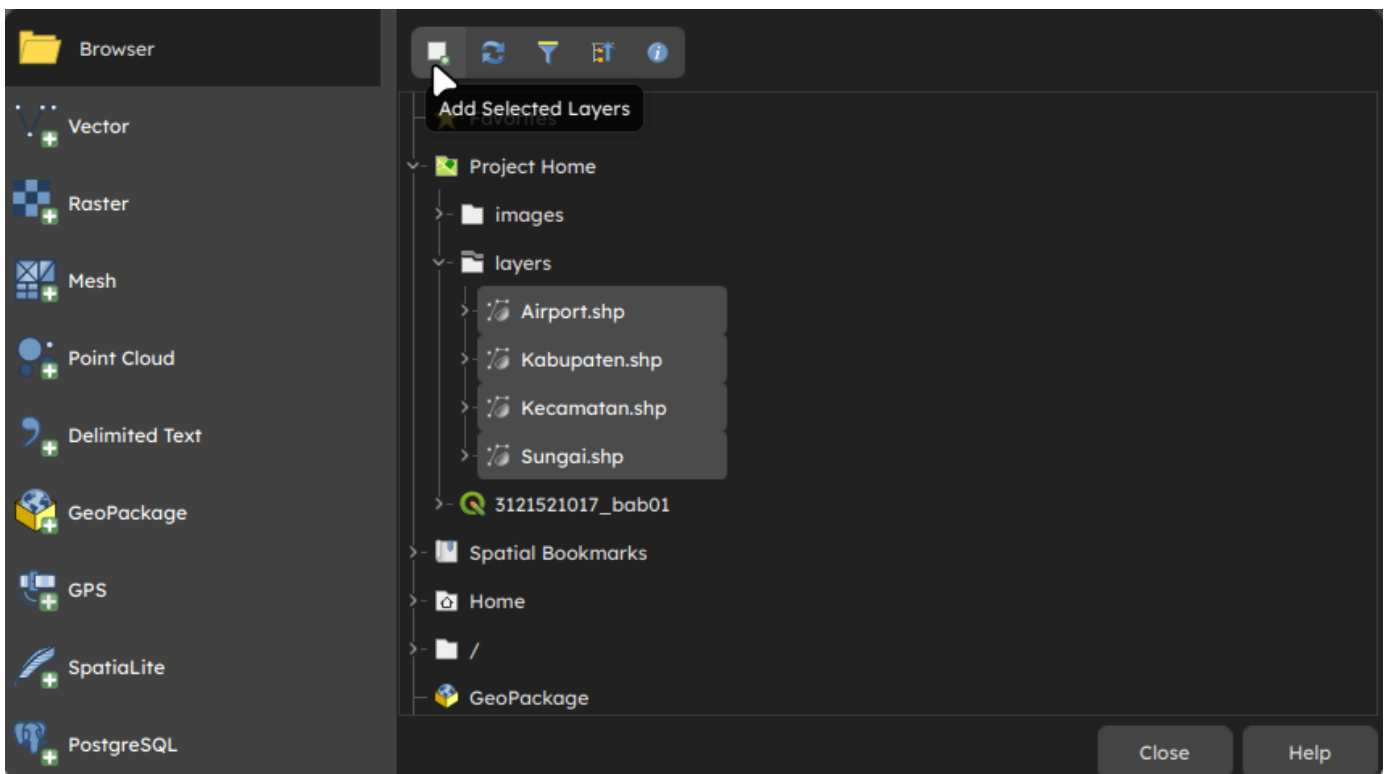 Browser
Vector
Raster
Mesh
Point Cloud
Delimited Text
GeoPackage
GPS
SpatiaLite
PostgreSQL
Add Selected Layers
Favorites
Project Home
images
layers
Airport.shp
Kabupaten.shp
Kecamatan.shp
Sungai.shp
3121521017_bab01
Spatial Bookmarks
Home
/
GeoPackage
Close
Help